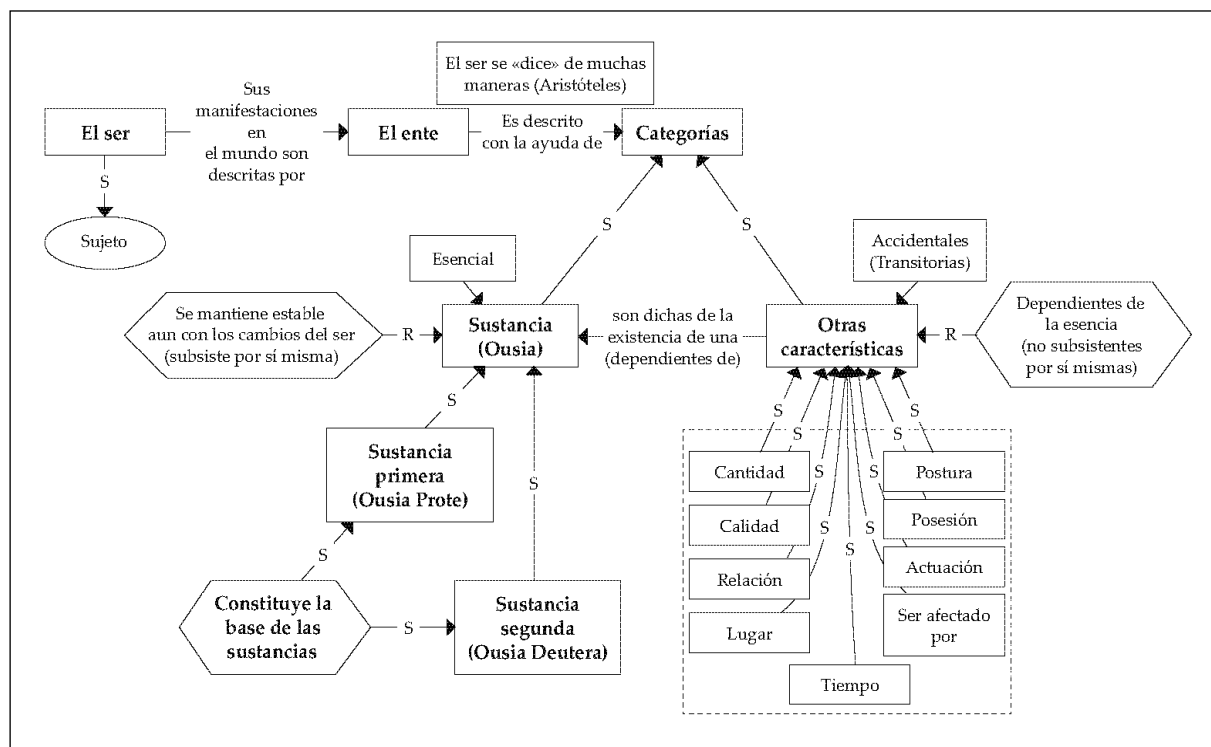 El ser se «dice» de muchas
maneras (Aristóteles)
Sus
manifestaciones
en
el mundo son
descritas por
El ser
El ente
Es descrito
con la ayuda de
Categorías
S
Sujeto
S
S
Esencial
Accidentales
(Transitorias)
Se mantiene estable
aun con los cambios del ser
(subsiste por sí misma)
R
Sustancia
(Ousia)
son dichas de la
existencia de una
(dependientes de)
Otras
características
R
Dependientes de
la esencia
(no subsistentes
por sí mismas)
S
S
Sustancia
primera
(Ousia Prote)
S
Constituye la
base de las
sustancias
S
Sustancia
segunda
(Ousia Deutera)
S
S
S
S
S
S
S
S
S
Cantidad
Postura
Calidad
Posesión
Relación
Actuación
Lugar
Ser afectado
por
Tiempo